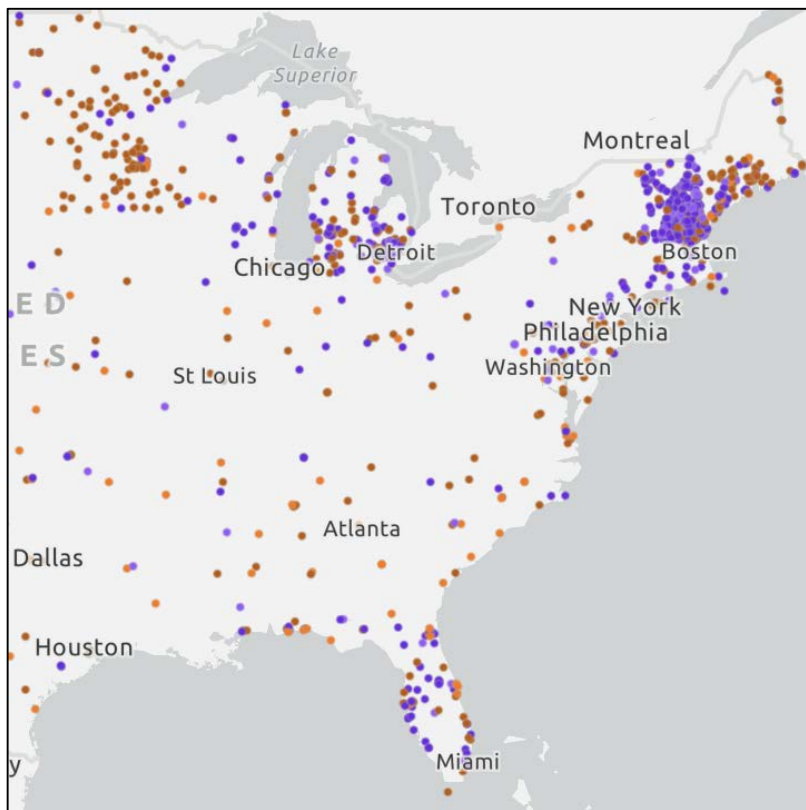 Lake
Superior
Montreal
Toronto
Boston
Detroit
Chicago
E D
New York
Philadelphia
E S
Washington
St Louis
Atlanta
Dallas
Houston
Miami
y